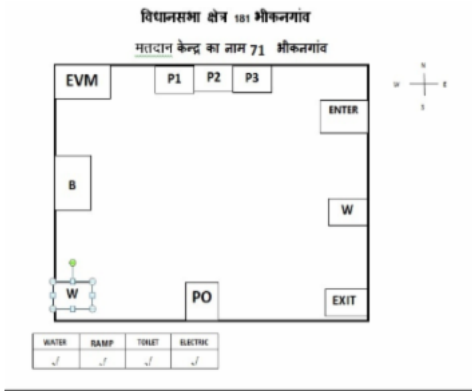 विधानसभा क्षेत्र 181 भीकनगांव
मतदान केन्द्र का नाम 71 भीकनगांव
EVM P1 P2 P3
N
W E
S
ENTER
B
W
W
PO
EXIT
WATER RAMP TOILET ELECTRIC
√ √ √ √